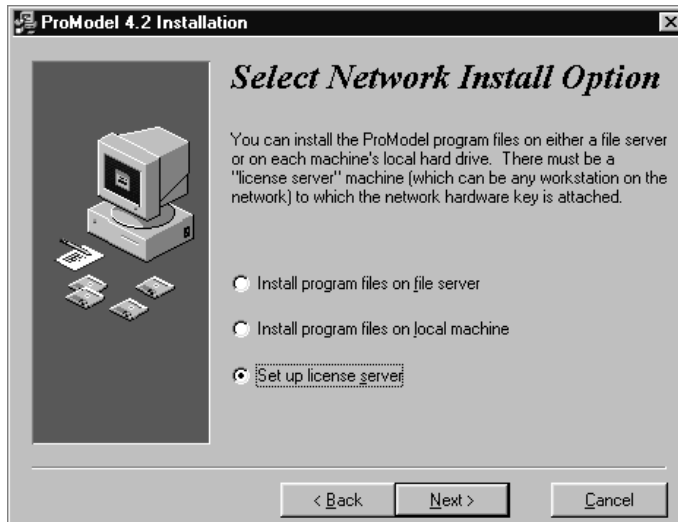 ProModel 4.2 Installation
Select Network Install Option
You can install the ProModel program files on either a file server
or on each machine's local hard drive.  There must be a
"license server" machine (which can be any workstation on the
network) to which the network hardware key is attached.
Install program files on file server
Install program files on local machine
Set up license server
< Back
Next >
Cancel